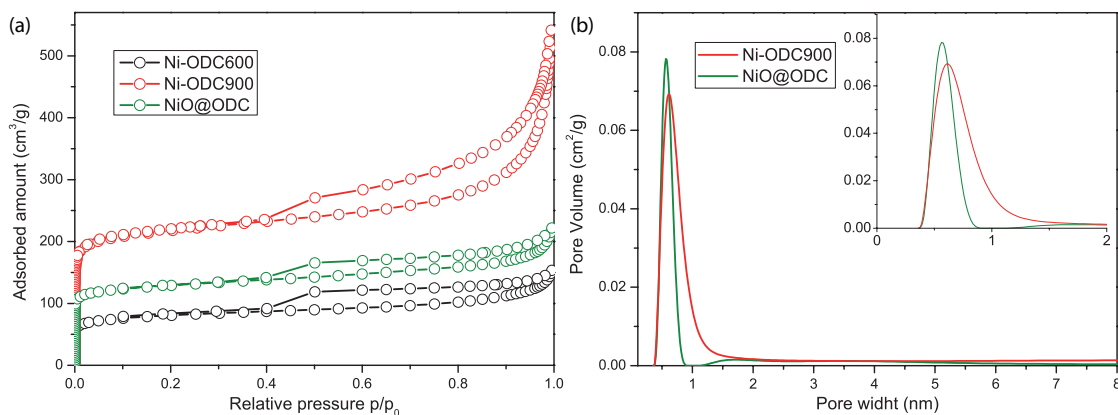 (a)
Adsorbed amount (cm³/g)
550
500
400
300
200
100
0
Ni-ODC600
Ni-ODC900
NiO@ODC
0.0 0.2 0.4 0.6 0.8 1.0
Relative pressure p/p₀
(b)
Pore Volume (cm²/g)
0.08
0.06
0.04
0.02
0.00
Ni-ODC900
NiO@ODC
0.08
0.06
0.04
0.02
0.00
0 1 2
1 2 3 4 5 6 7 8
Pore widht (nm)